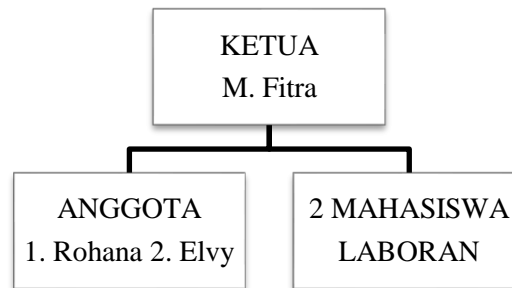 KETUA
M. Fitra
ANGGOTA
1. Rohana 2. Elvy
2 MAHASISWA
LABORAN